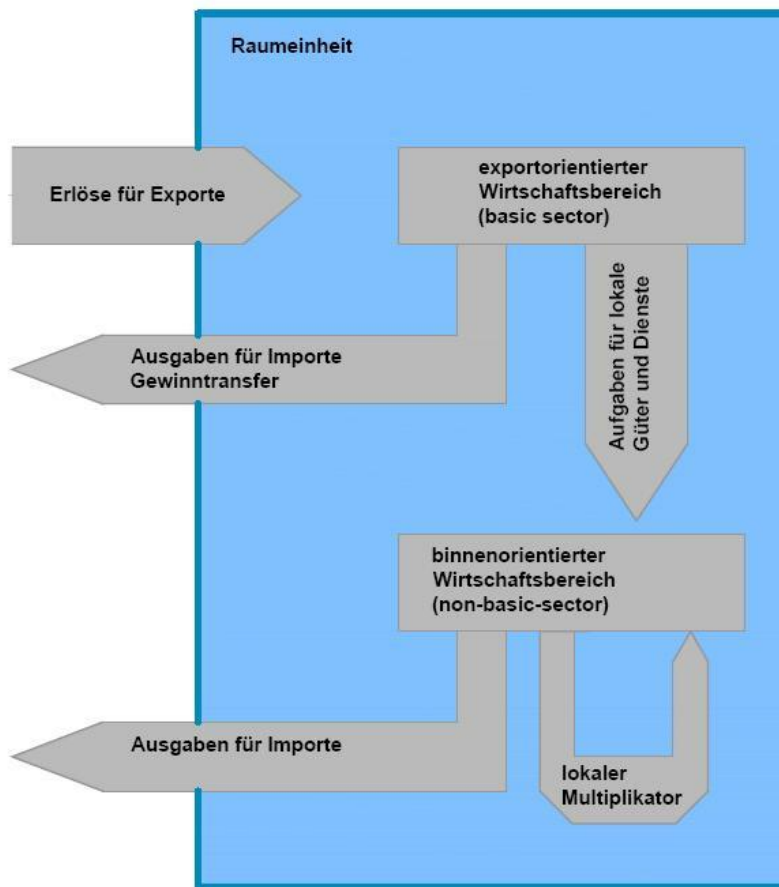 Raumeinheit
Erlöse für Exporte
exportorientierter
Wirtschaftsbereich
(basic sector)
Aufgaben für lokale
Güter und Dienste
Ausgaben für Importe
Gewinntransfer
binnenorientierter
Wirtschaftsbereich
(non-basic-sector)
Ausgaben für Importe
lokaler
Multiplikator